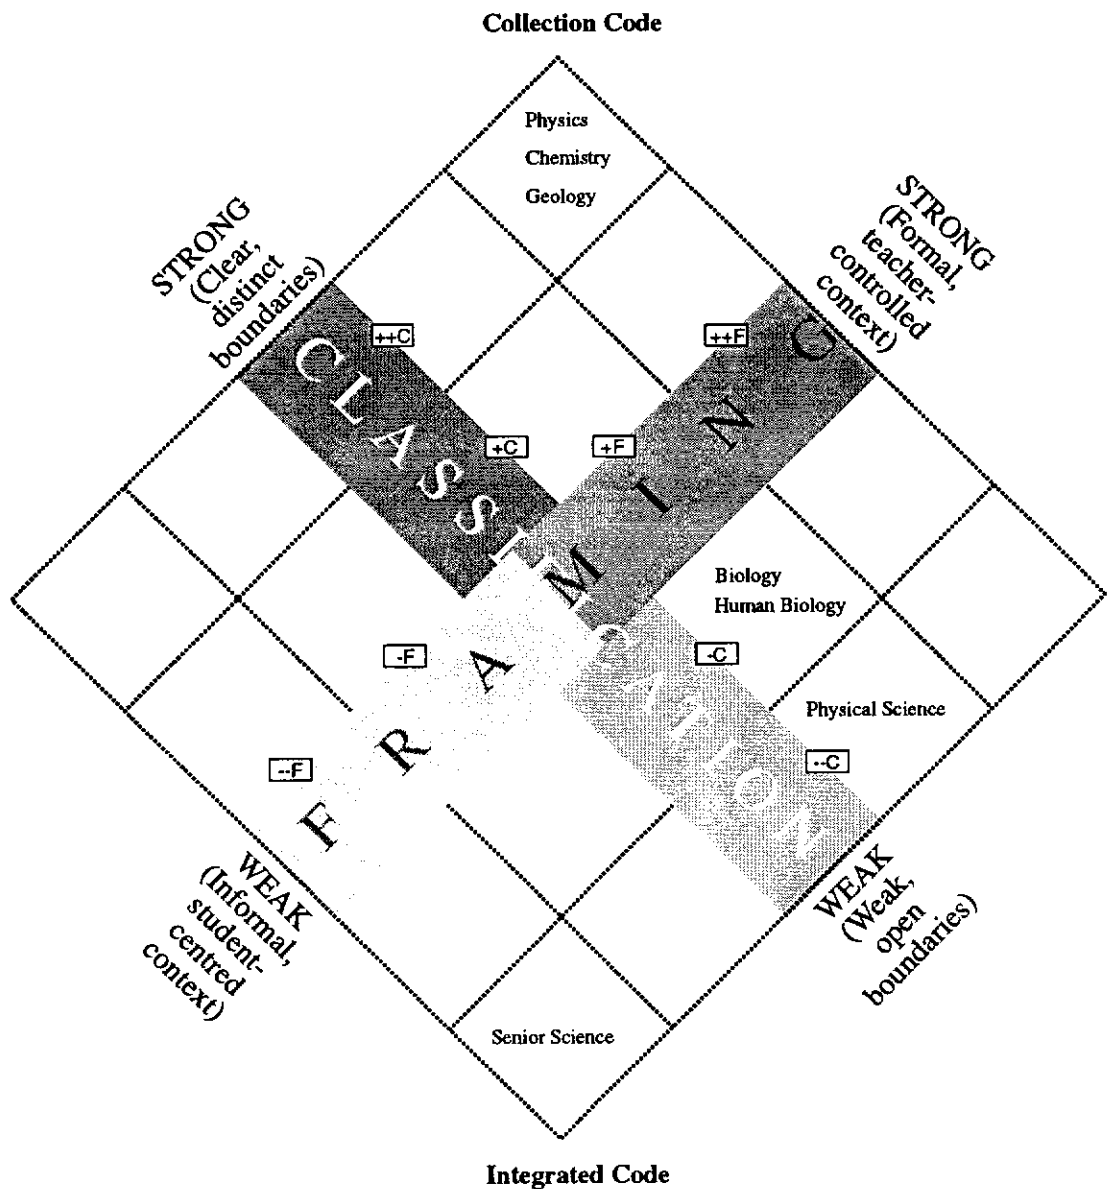 Collection Code
Physics
Chemistry
Geology
STRONG
(Clear,
distinct
boundaries)
STRONG
(Formal,
teacher-
controlled
context)
++C
++F
+C
+F
CLASSIFICATION
FRAMING
Biology
Human Biology
-F
-C
Physical Science
--F
--C
WEAK
(Informal,
student-
centred
context)
WEAK
(Weak,
open
boundaries)
Senior Science
Integrated Code